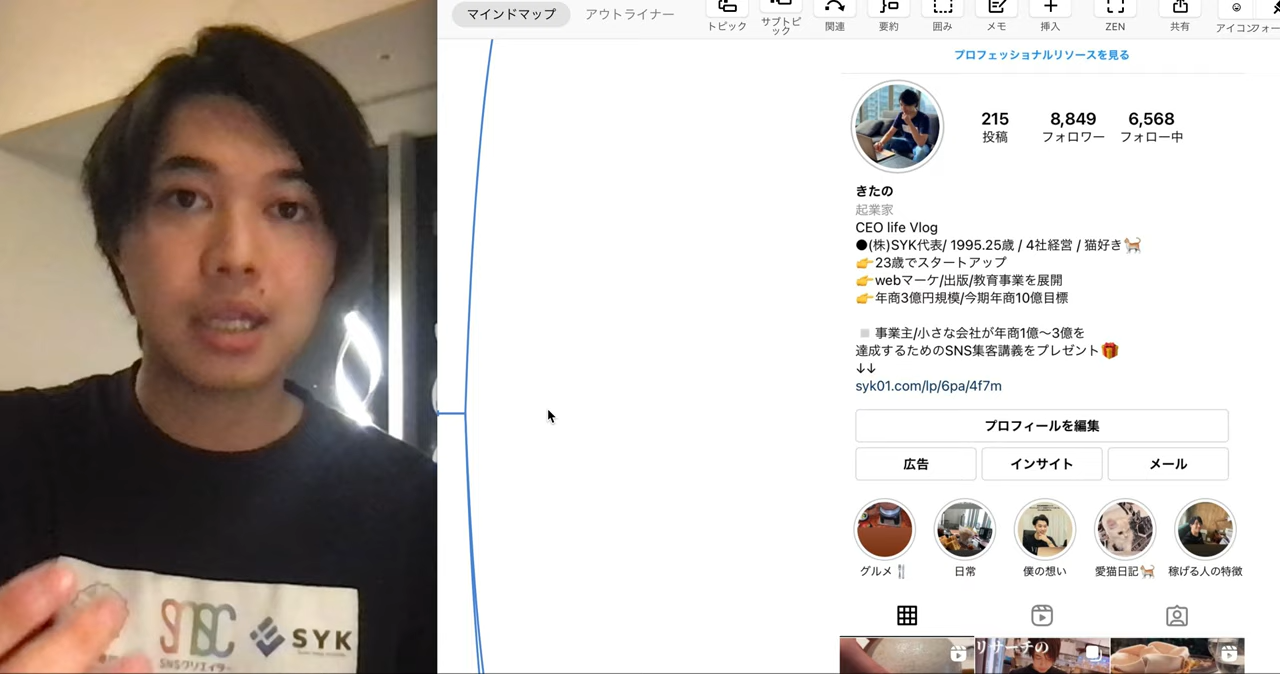 マインドマップ
アウトライナー
トピック
サブトピック
関連
要約
囲み
メモ
挿入
ZEN
共有
アイコン
フォー
プロフェッショナルリソースを見る
215
投稿
8,849
フォロワー
6,568
フォロー中
きたの
起業家
CEO life Vlog
●(株)SYK代表/ 1995.25歳 / 4社経営 / 猫好き🐈
👉23歳でスタートアップ
👉webマーケ/出版/教育事業を展開
👉年商3億円規模/今期年商10億目標
◽️事業主/小さな会社が年商1億〜3億を
達成するためのSNS集客講義をプレゼント🎁
↓↓
syk01.com/lp/6pa/4f7m
プロフィールを編集
広告
インサイト
メール
グルメ🍴
日常
僕の想い
愛猫日記🐈
稼げる人の特徴
リサーチの
SNSC
SNSクリエイター
SYK